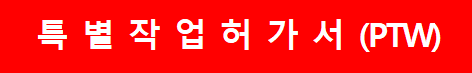 특 별 작 업 허 가 서 (PTW)